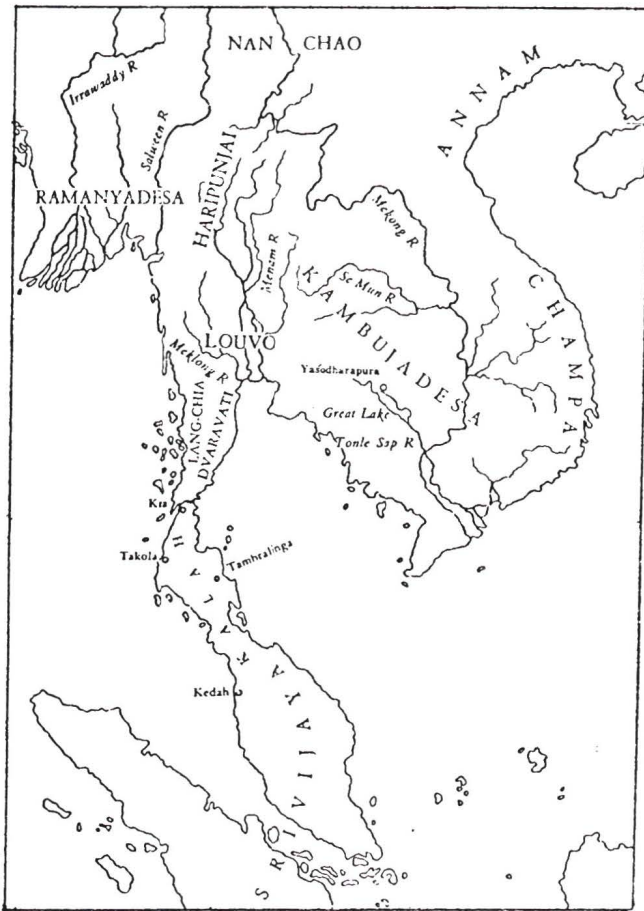 NAN CHAO
ANNAM
Irrawaddy R
Salween R
RAMANYADESA
HARIPUNJAI
Mekong R
Menam R
Se Mun R
KAMBUJADESA
CHAMPA
LOUVO
Meklong R
Yasodharapura
LANG-CHIA
DVARAVATI
Great Lake
Tonle Sap R
Kra
Takola
Tambralinga
KALAH
Kedah
SRIVIJAYA